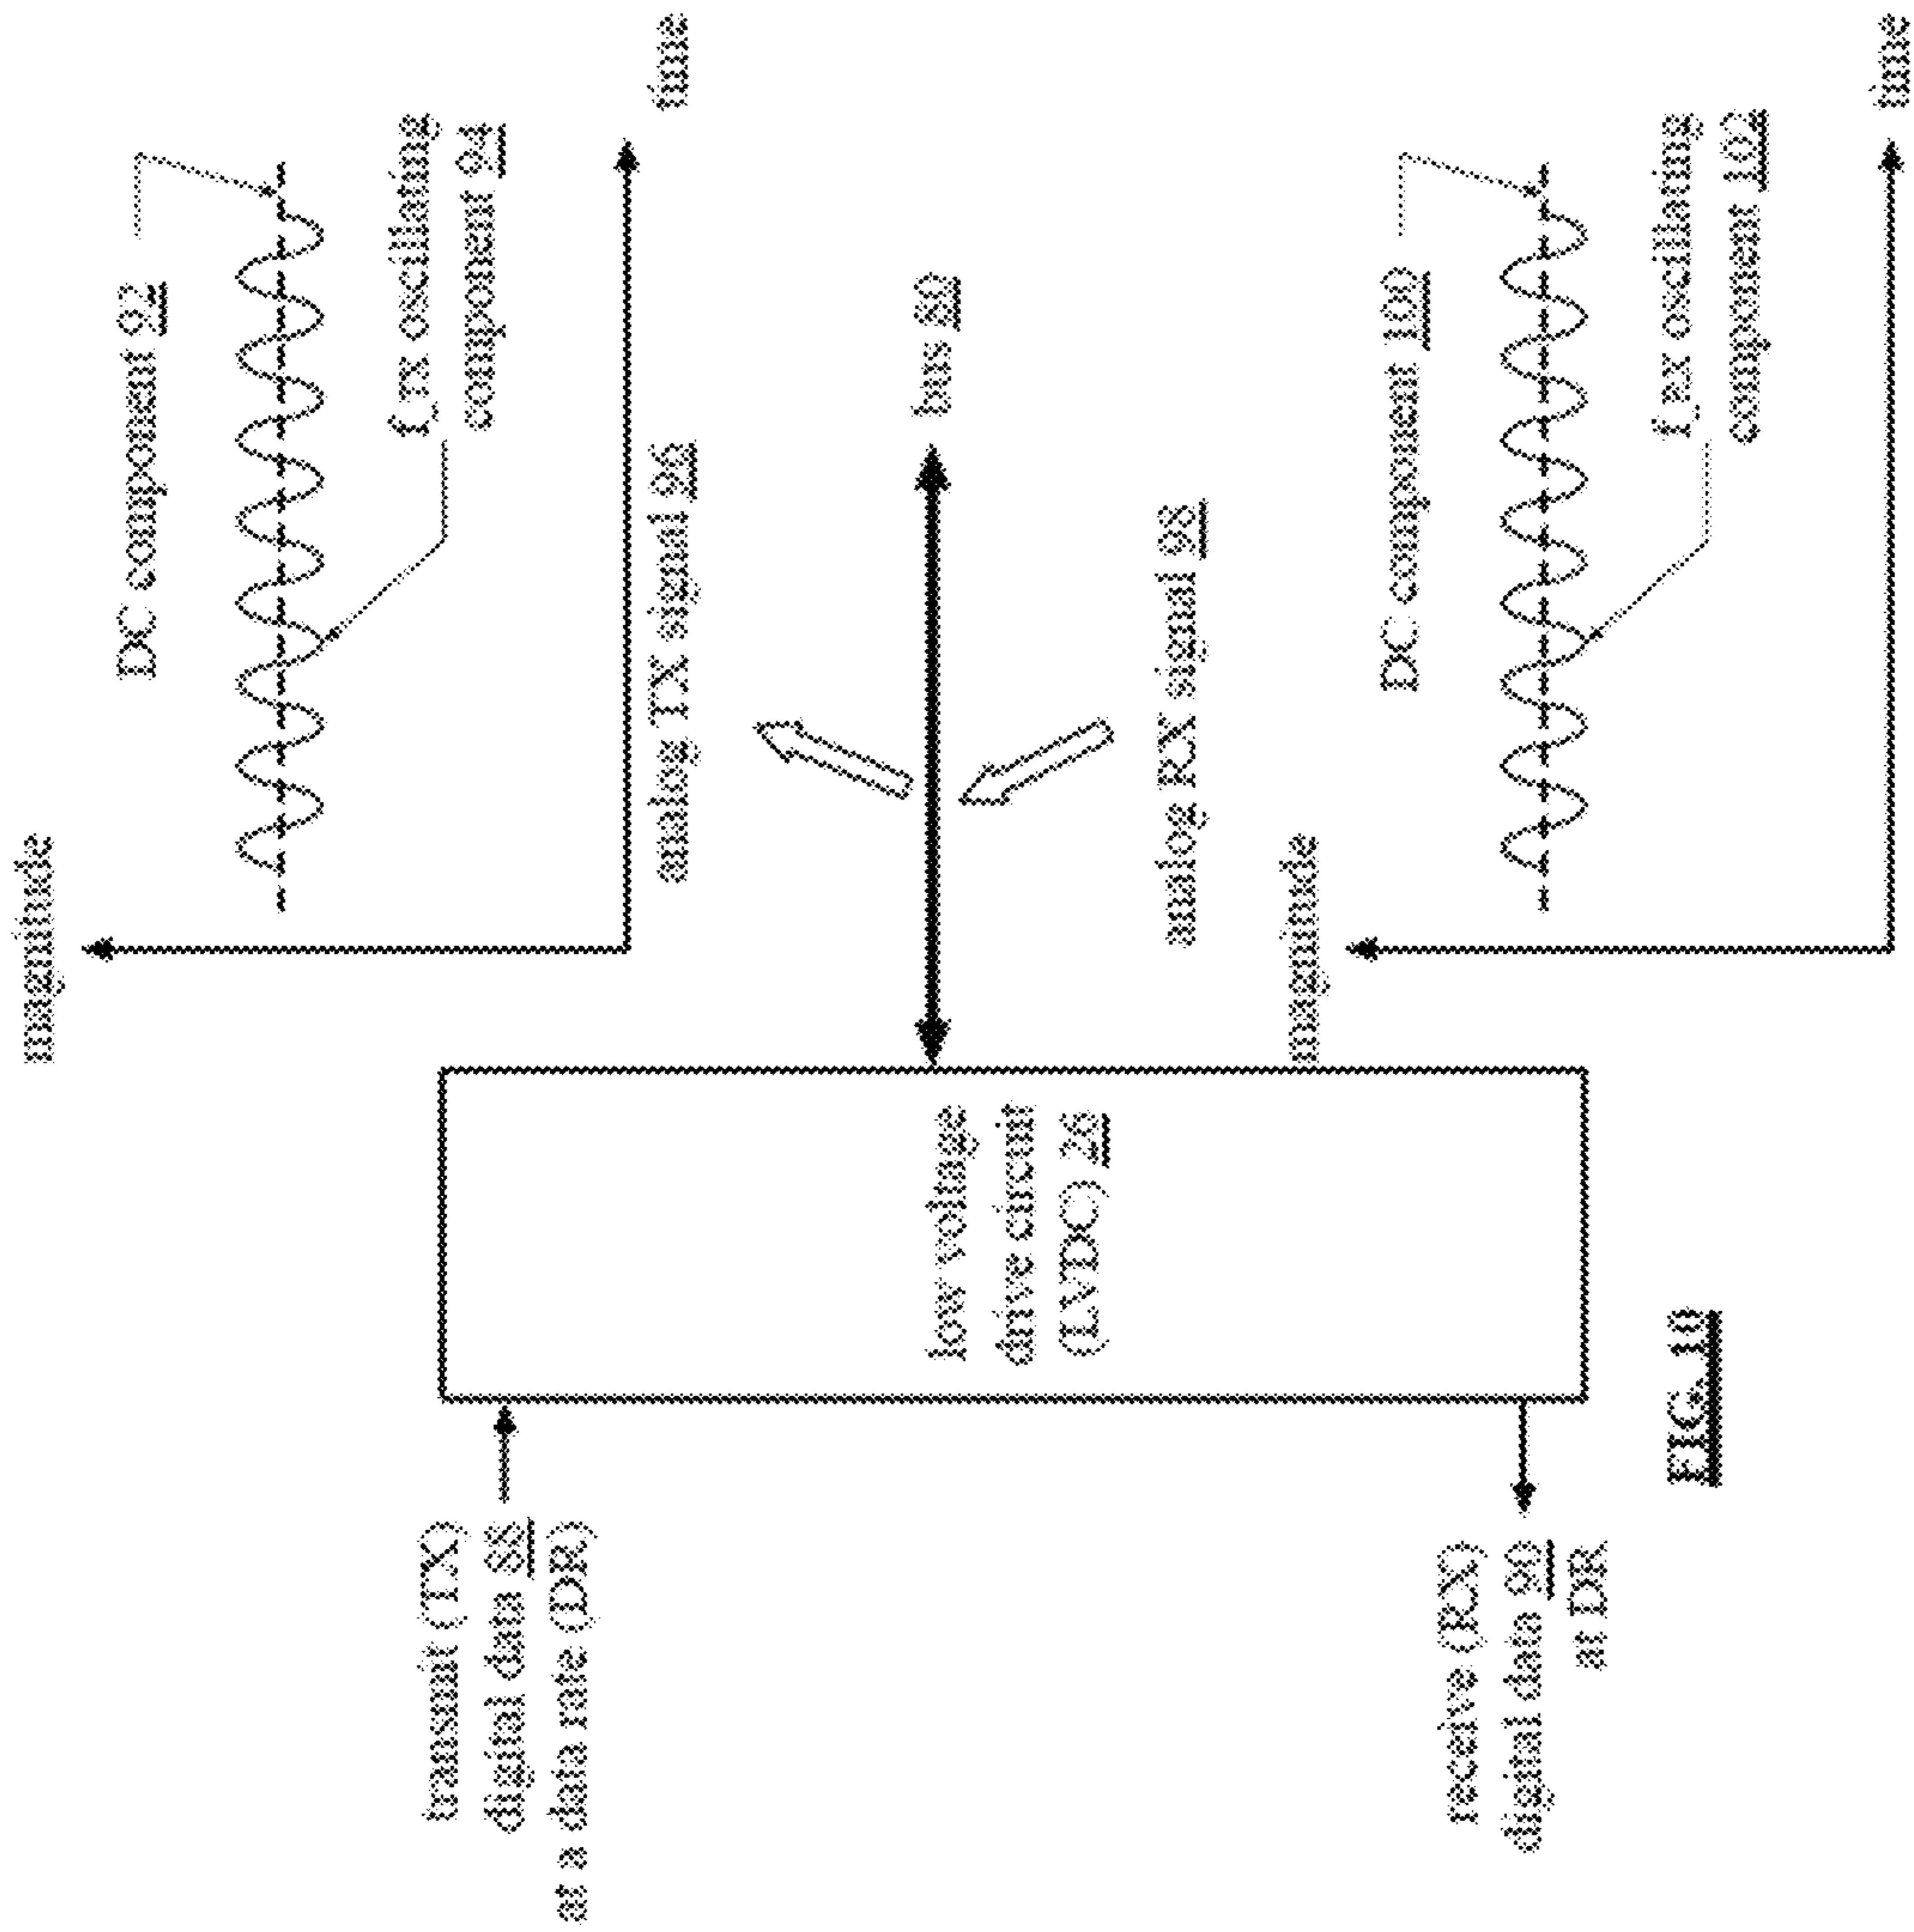 magnitude
DC component 92
f_TX oscillating
component 94
time
analog TX signal 96
transmit (TX)
digital data 88
at a data rate (DR)
low voltage
drive circuit
(LVDC) 26
bus 80
analog RX signal 98
magnitude
DC component 100
f_RX oscillating
component 102
time
receive (RX)
digital data 90
at DR
FIG. 10